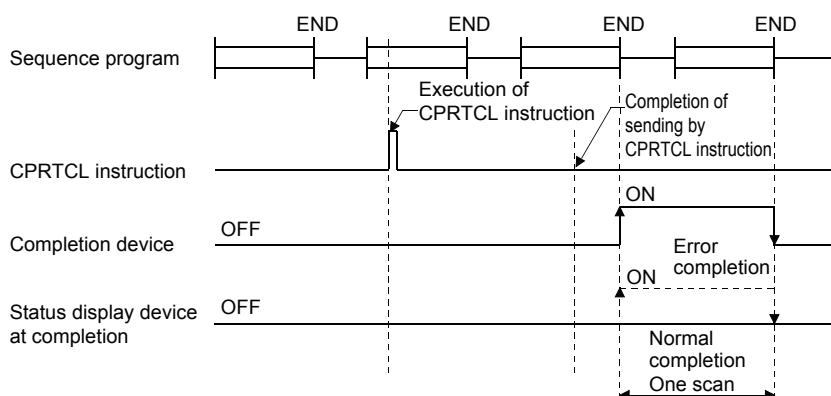 END END END END
Sequence program
Execution of
CPRTCL instruction
Completion of
sending by
CPRTCL instruction
CPRTCL instruction
ON
OFF
Completion device
Error
completion
ON
OFF
Status display device
at completion
Normal
completion
One scan